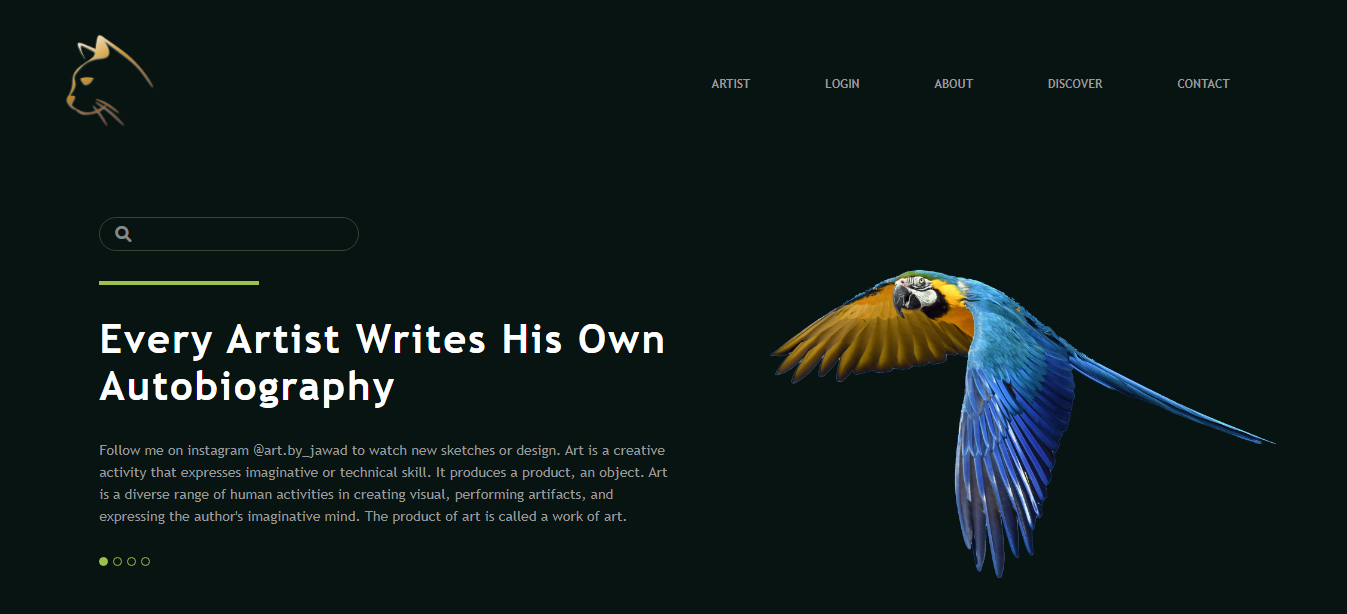 ARTIST LOGIN ABOUT DISCOVER CONTACT
Every Artist Writes His Own
Autobiography
Follow me on instagram @art.by_jawad to watch new sketches or design. Art is a creative
activity that expresses imaginative or technical skill. It produces a product, an object. Art
is a diverse range of human activities in creating visual, performing artifacts, and
expressing the author's imaginative mind. The product of art is called a work of art.